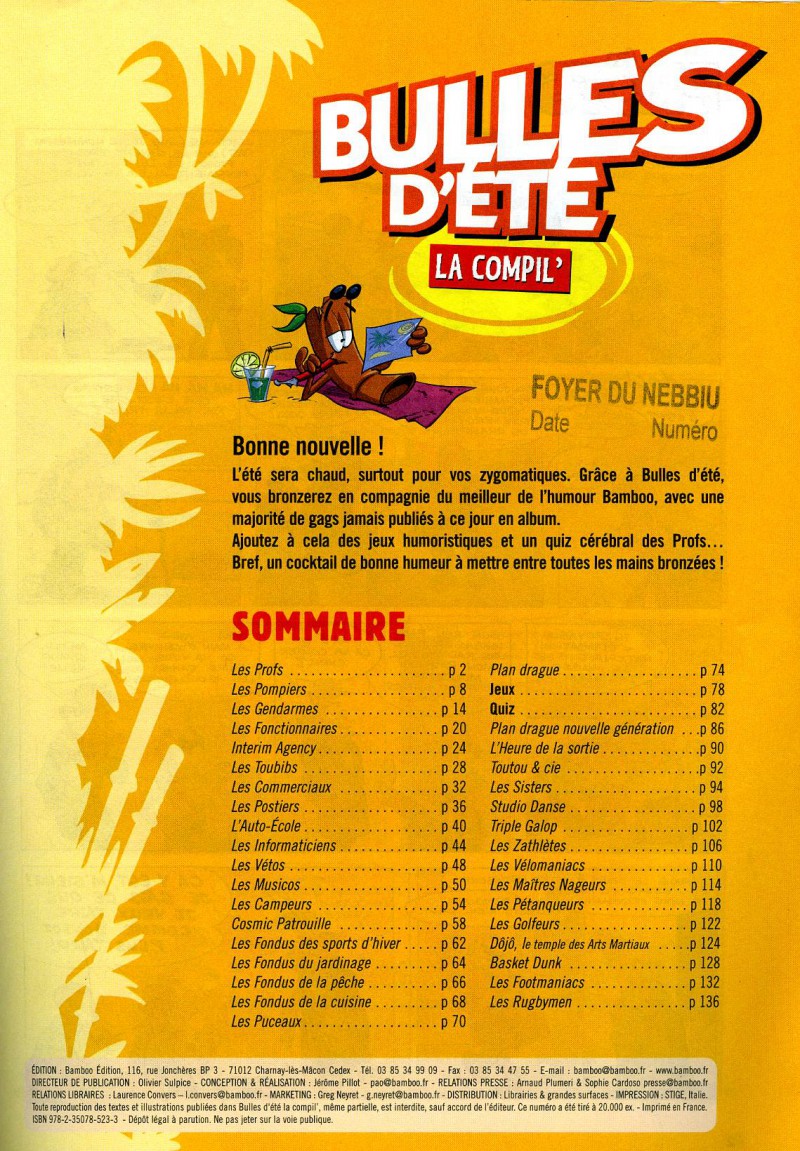 BULLES
D'ÉTÉ
LA COMPIL'
FOYER DU NEBBIU
Date Numéro
Bonne nouvelle !
L'été sera chaud, surtout pour vos zygomatiques. Grâce à Bulles d'été,
vous bronzerez en compagnie du meilleur de l'humour Bamboo, avec une
majorité de gags jamais publiés à ce jour en album.
Ajoutez à cela des jeux humoristiques et un quiz cérébral des Profs...
Bref, un cocktail de bonne humeur à mettre entre toutes les mains bronzées !
SOMMAIRE
Les Profs . . . . . . . . . . . . . . . . . . . . . . p 2
Les Pompiers . . . . . . . . . . . . . . . . . . . p 8
Les Gendarmes . . . . . . . . . . . . . . . . . p 14
Les Fonctionnaires . . . . . . . . . . . . . . p 20
Interim Agency . . . . . . . . . . . . . . . . . p 24
Les Toubibs . . . . . . . . . . . . . . . . . . . p 28
Les Commerciaux . . . . . . . . . . . . . . . p 32
Les Postiers . . . . . . . . . . . . . . . . . . . p 36
L'Auto-École . . . . . . . . . . . . . . . . . . . p 40
Les Informaticiens . . . . . . . . . . . . . . p 44
Les Vétos . . . . . . . . . . . . . . . . . . . . . p 48
Les Musicos . . . . . . . . . . . . . . . . . . . p 50
Les Campeurs . . . . . . . . . . . . . . . . . . p 54
Cosmic Patrouille . . . . . . . . . . . . . . . p 58
Les Fondus des sports d'hiver . . . . . p 62
Les Fondus du jardinage . . . . . . . . . . p 64
Les Fondus de la pêche . . . . . . . . . . . p 66
Les Fondus de la cuisine . . . . . . . . . . p 68
Les Puceaux . . . . . . . . . . . . . . . . . . . p 70
Plan drague . . . . . . . . . . . . . . . . . . . p 74
Jeux . . . . . . . . . . . . . . . . . . . . . . . . . p 78
Quiz . . . . . . . . . . . . . . . . . . . . . . . . . p 82
Plan drague nouvelle génération . . .p 86
L'Heure de la sortie . . . . . . . . . . . . . .p 90
Toutou & cie . . . . . . . . . . . . . . . . . . .p 92
Les Sisters . . . . . . . . . . . . . . . . . . . . p 94
Studio Danse . . . . . . . . . . . . . . . . . . p 98
Triple Galop . . . . . . . . . . . . . . . . . . p 102
Les Zathlètes . . . . . . . . . . . . . . . . . p 106
Les Vélomaniacs . . . . . . . . . . . . . . . p 110
Les Maîtres Nageurs . . . . . . . . . . . . p 114
Les Pétanqueurs . . . . . . . . . . . . . . . p 118
Les Golfeurs . . . . . . . . . . . . . . . . . . p 122
Dôjô, le temple des Arts Martiaux . . . . .p 124
Basket Dunk . . . . . . . . . . . . . . . . . . p 128
Les Footmaniacs . . . . . . . . . . . . . . . p 132
Les Rugbymen . . . . . . . . . . . . . . . . p 136
ÉDITION : Bamboo Édition, 116, rue Jonchères BP 3 - 71012 Charnay-lès-Mâcon Cedex - Tél. 03 85 34 99 09 - Fax : 03 85 34 47 55 - E-mail : bamboo@bamboo.fr - www.bamboo.fr
DIRECTEUR DE PUBLICATION : Olivier Sulpice - CONCEPTION & RÉALISATION : Jérôme Pillot - pao@bamboo.fr - RELATIONS PRESSE : Arnaud Plumeri & Sophie Cardoso presse@bamboo.fr
RELATIONS LIBRAIRES : Laurence Convers – l.convers@bamboo.fr - MARKETING : Greg Neyret - g.neyret@bamboo.fr - DISTRIBUTION : Librairies & grandes surfaces - IMPRESSION : STIGE, Italie.
Toute reproduction des textes et illustrations publiées dans Bulles d'été la compil', même partielle, est interdite, sauf accord de l'éditeur. Ce numéro a été tiré à 20.000 ex. - Imprimé en France.
ISBN 978-2-35078-523-3 - Dépôt légal à parution. Ne pas jeter sur la voie publique.